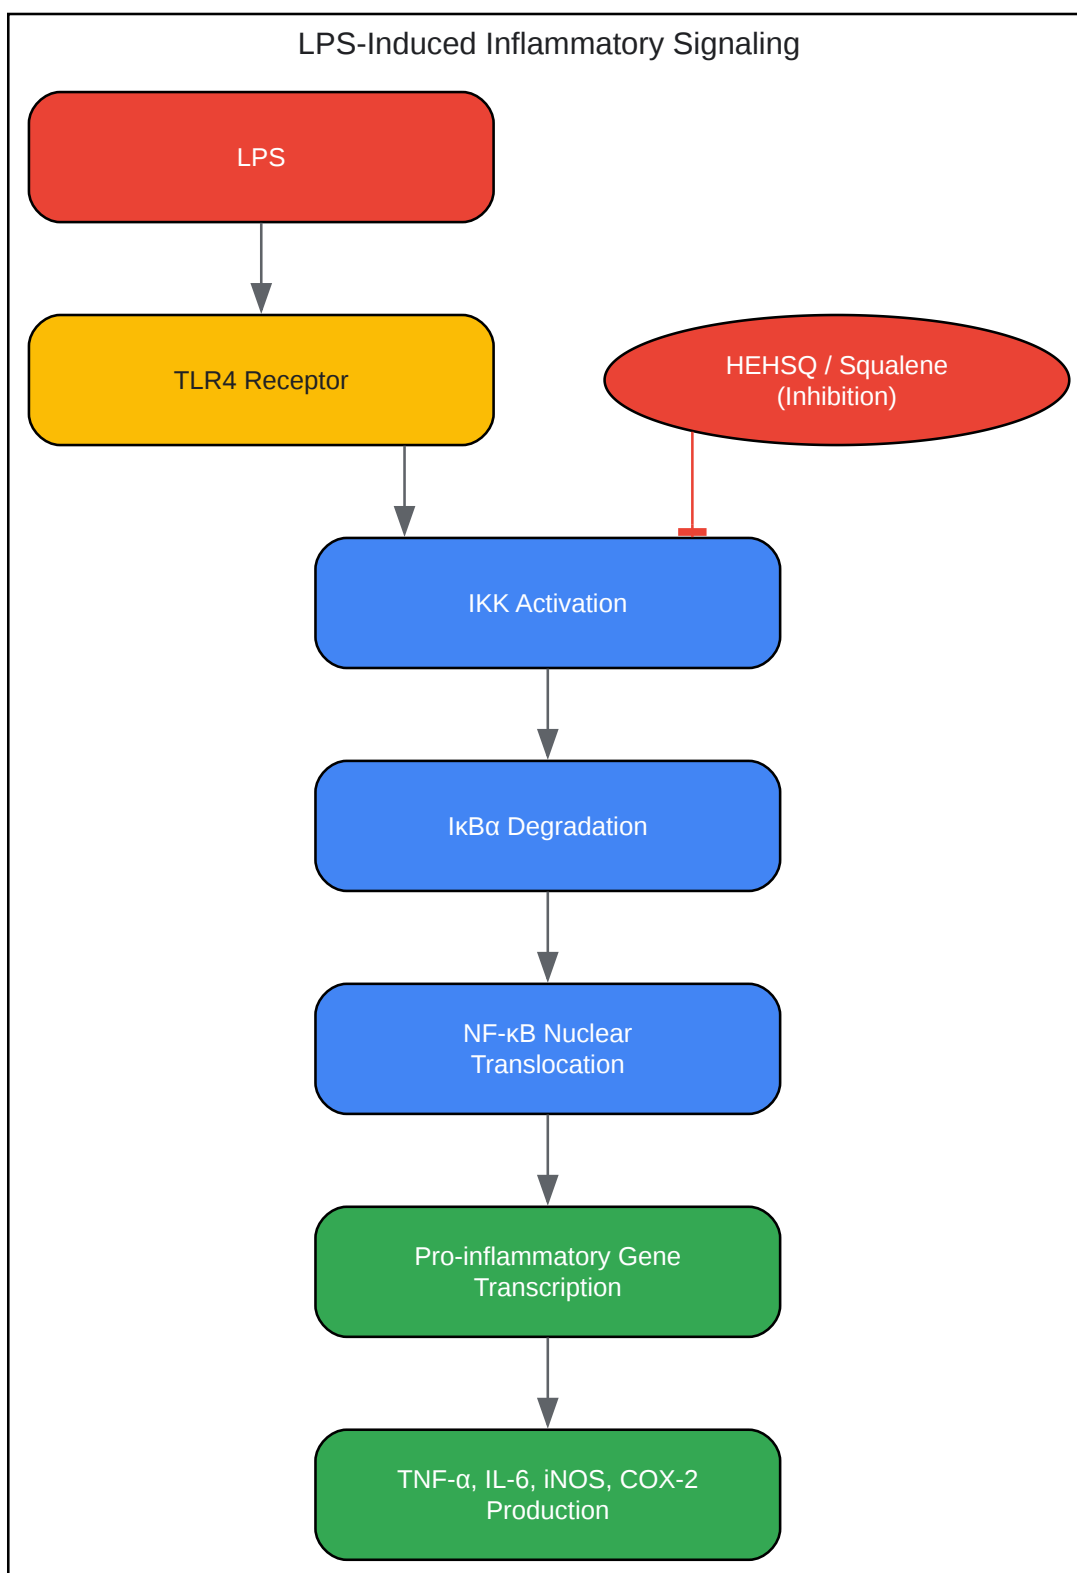 LPS-Induced Inflammatory Signaling
LPS
TLR4 Receptor
HEHSQ / Squalene
(Inhibition)
IKK Activation
IκBα Degradation
NF-κB Nuclear
Translocation
Pro-inflammatory Gene
Transcription
TNF-α, IL-6, iNOS, COX-2
Production